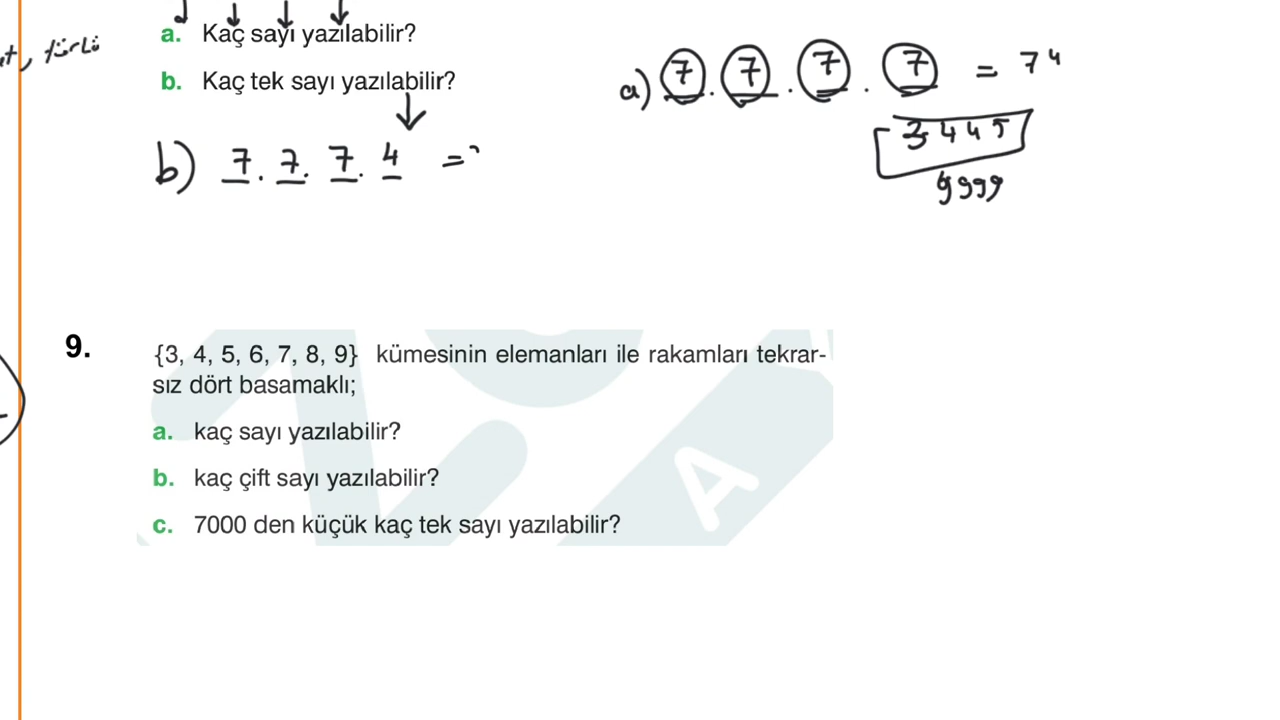 türlü
a. Kaç sayı yazılabilir?
b. Kaç tek sayı yazılabilir?
a) 7 . 7 . 7 . 7 = 7⁴
3445
9999
b) 7 . 7 . 7 . 4 =
9. {3, 4, 5, 6, 7, 8, 9} kümesinin elemanları ile rakamları tekrar-
sız dört basamaklı;
a. kaç sayı yazılabilir?
b. kaç çift sayı yazılabilir?
c. 7000 den küçük kaç tek sayı yazılabilir?
A